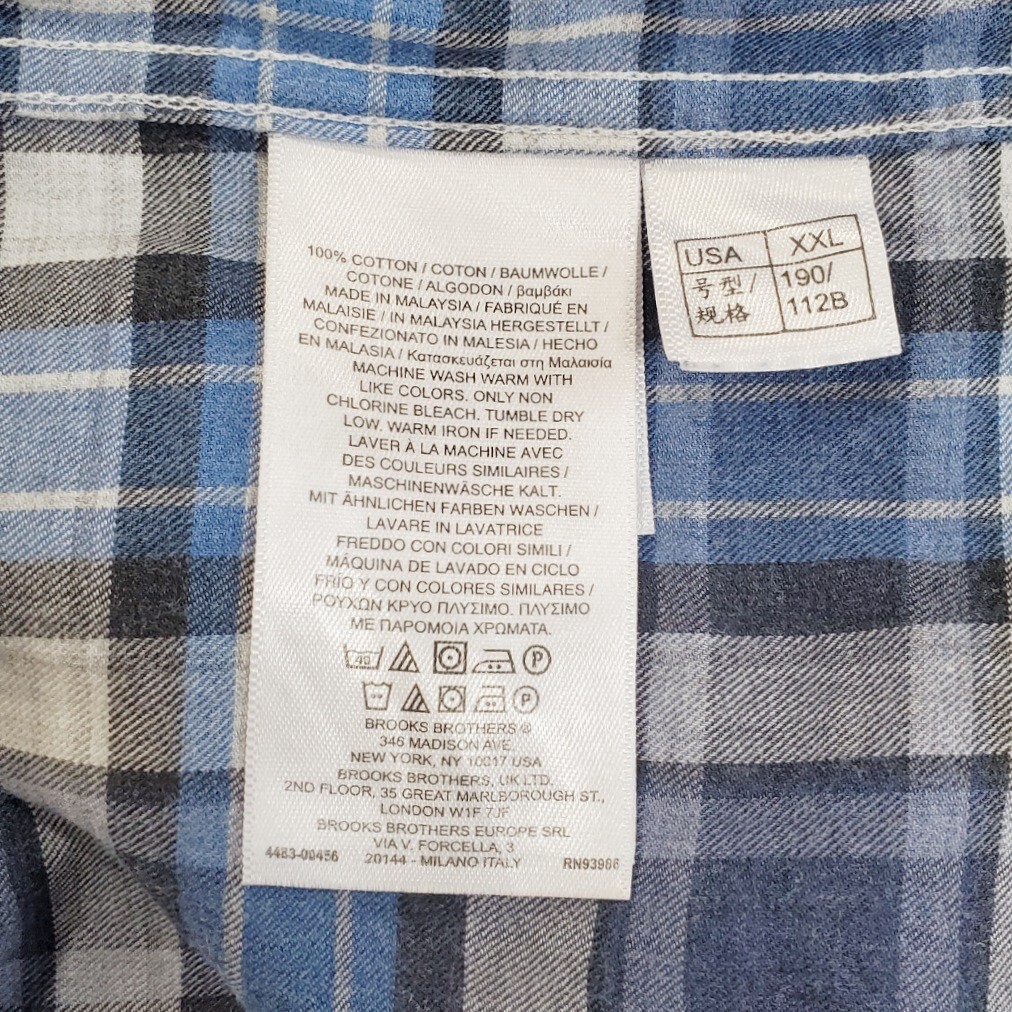 100% COTTON / COTON / BAUMWOLLE /
COTONE / ALGODON / βαμβάκι
MADE IN MALAYSIA / FABRIQUÉ EN
MALAISIE / IN MALAYSIA HERGESTELLT /
CONFEZIONATO IN MALESIA / HECHO
EN MALASIA / Κατασκευάζεται στη Μαλαισία
MACHINE WASH WARM WITH
LIKE COLORS. ONLY NON
CHLORINE BLEACH. TUMBLE DRY
LOW. WARM IRON IF NEEDED.
LAVER À LA MACHINE AVEC
DES COULEURS SIMILAIRES /
MASCHINENWÄSCHE KALT.
MIT ÄHNLICHEN FARBEN WASCHEN /
LAVARE IN LAVATRICE
FREDDO CON COLORI SIMILI /
MÁQUINA DE LAVADO EN CICLO
FRÍO Y CON COLORES SIMILARES /
ΡΟΥΧΩΝ ΚΡΥΟ ΠΛΥΣΙΜΟ. ΠΛΥΣΙΜΟ
ΜΕ ΠΑΡΟΜΟΙΑ ΧΡΩΜΑΤΑ.
40 P
P
BROOKS BROTHERS ®
346 MADISON AVE.
NEW YORK, NY 10017 USA
BROOKS BROTHERS, UK LTD.
2ND FLOOR, 35 GREAT MARLBOROUGH ST.,
LONDON W1F 7JF
BROOKS BROTHERS EUROPE SRL
VIA V. FORCELLA, 3
4483-00456 20144 - MILANO ITALY RN93986
USA XXL
号型/ 190/
规格 112B